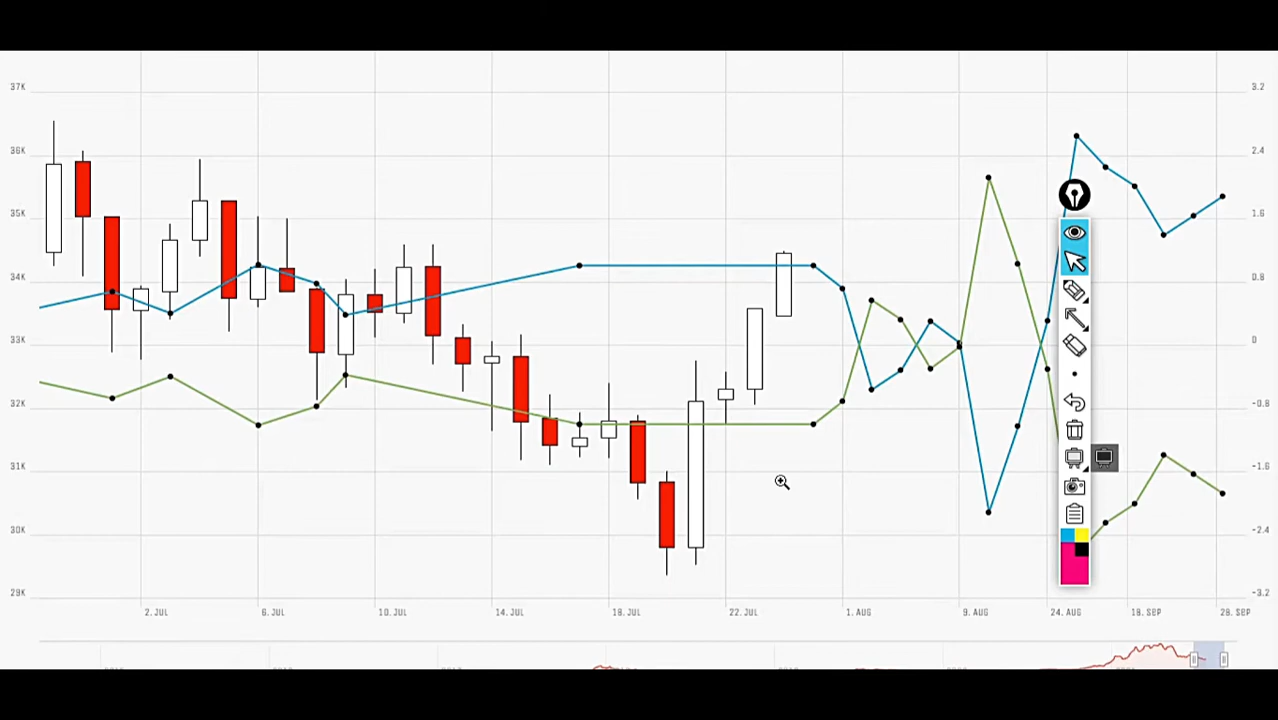 37K 3.2
36K 2.4
35K 1.6
34K 0.8
33K 0
32K -0.8
31K -1.6
30K -2.4
29K -3.2
2. JUL 6. JUL 10. JUL 14. JUL 18. JUL 22. JUL 1. AUG 9. AUG 24. AUG 18. SEP 28. SEP